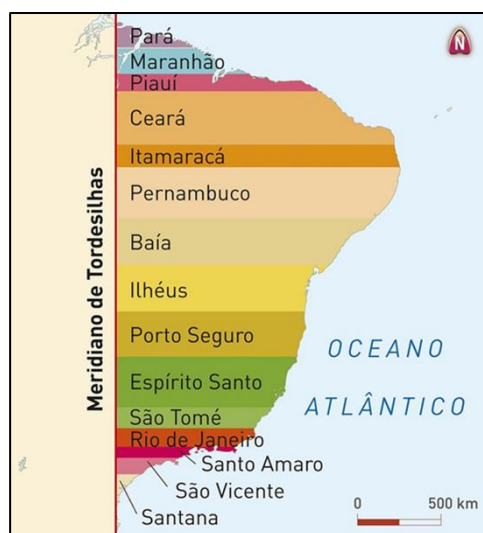 Pará
N
Maranhão
Piauí
Ceará
Itamaracá
Pernambuco
Baía
Ilhéus
Porto Seguro
Espírito Santo
São Tomé
Rio de Janeiro
Santo Amaro
São Vicente
Santana
Meridiano de Tordesilhas
OCEANO
ATLÂNTICO
0 500 km